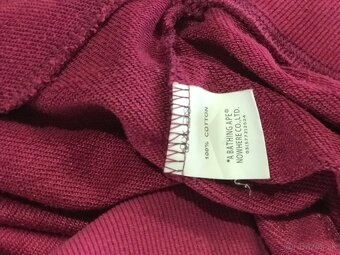 100% COTTON
*A BATHING APE®
NOWHERE CO., LTD.